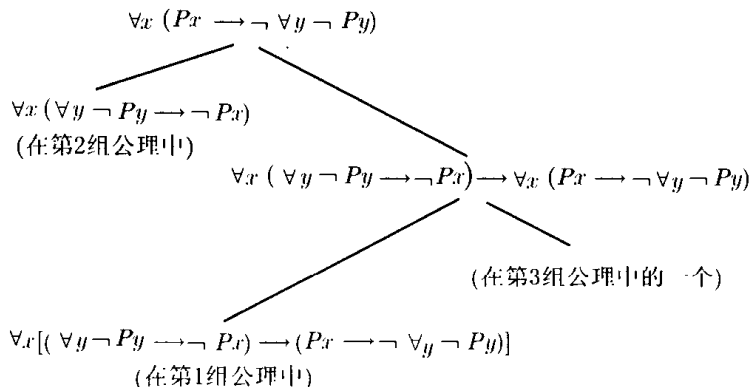 ∀x (Px → ¬ ∀y ¬ Py)
∀x (∀y ¬ Py → ¬ Px)
(在第2组公理中)
∀x ( ∀y ¬ Py → ¬Px) → ∀x (Px → ¬ ∀y ¬ Py)
(在第3组公理中的 一个)
∀x[( ∀y ¬ Py → ¬ Px) → (Px → ¬ ∀y ¬ Py)]
(在第1组公理中)